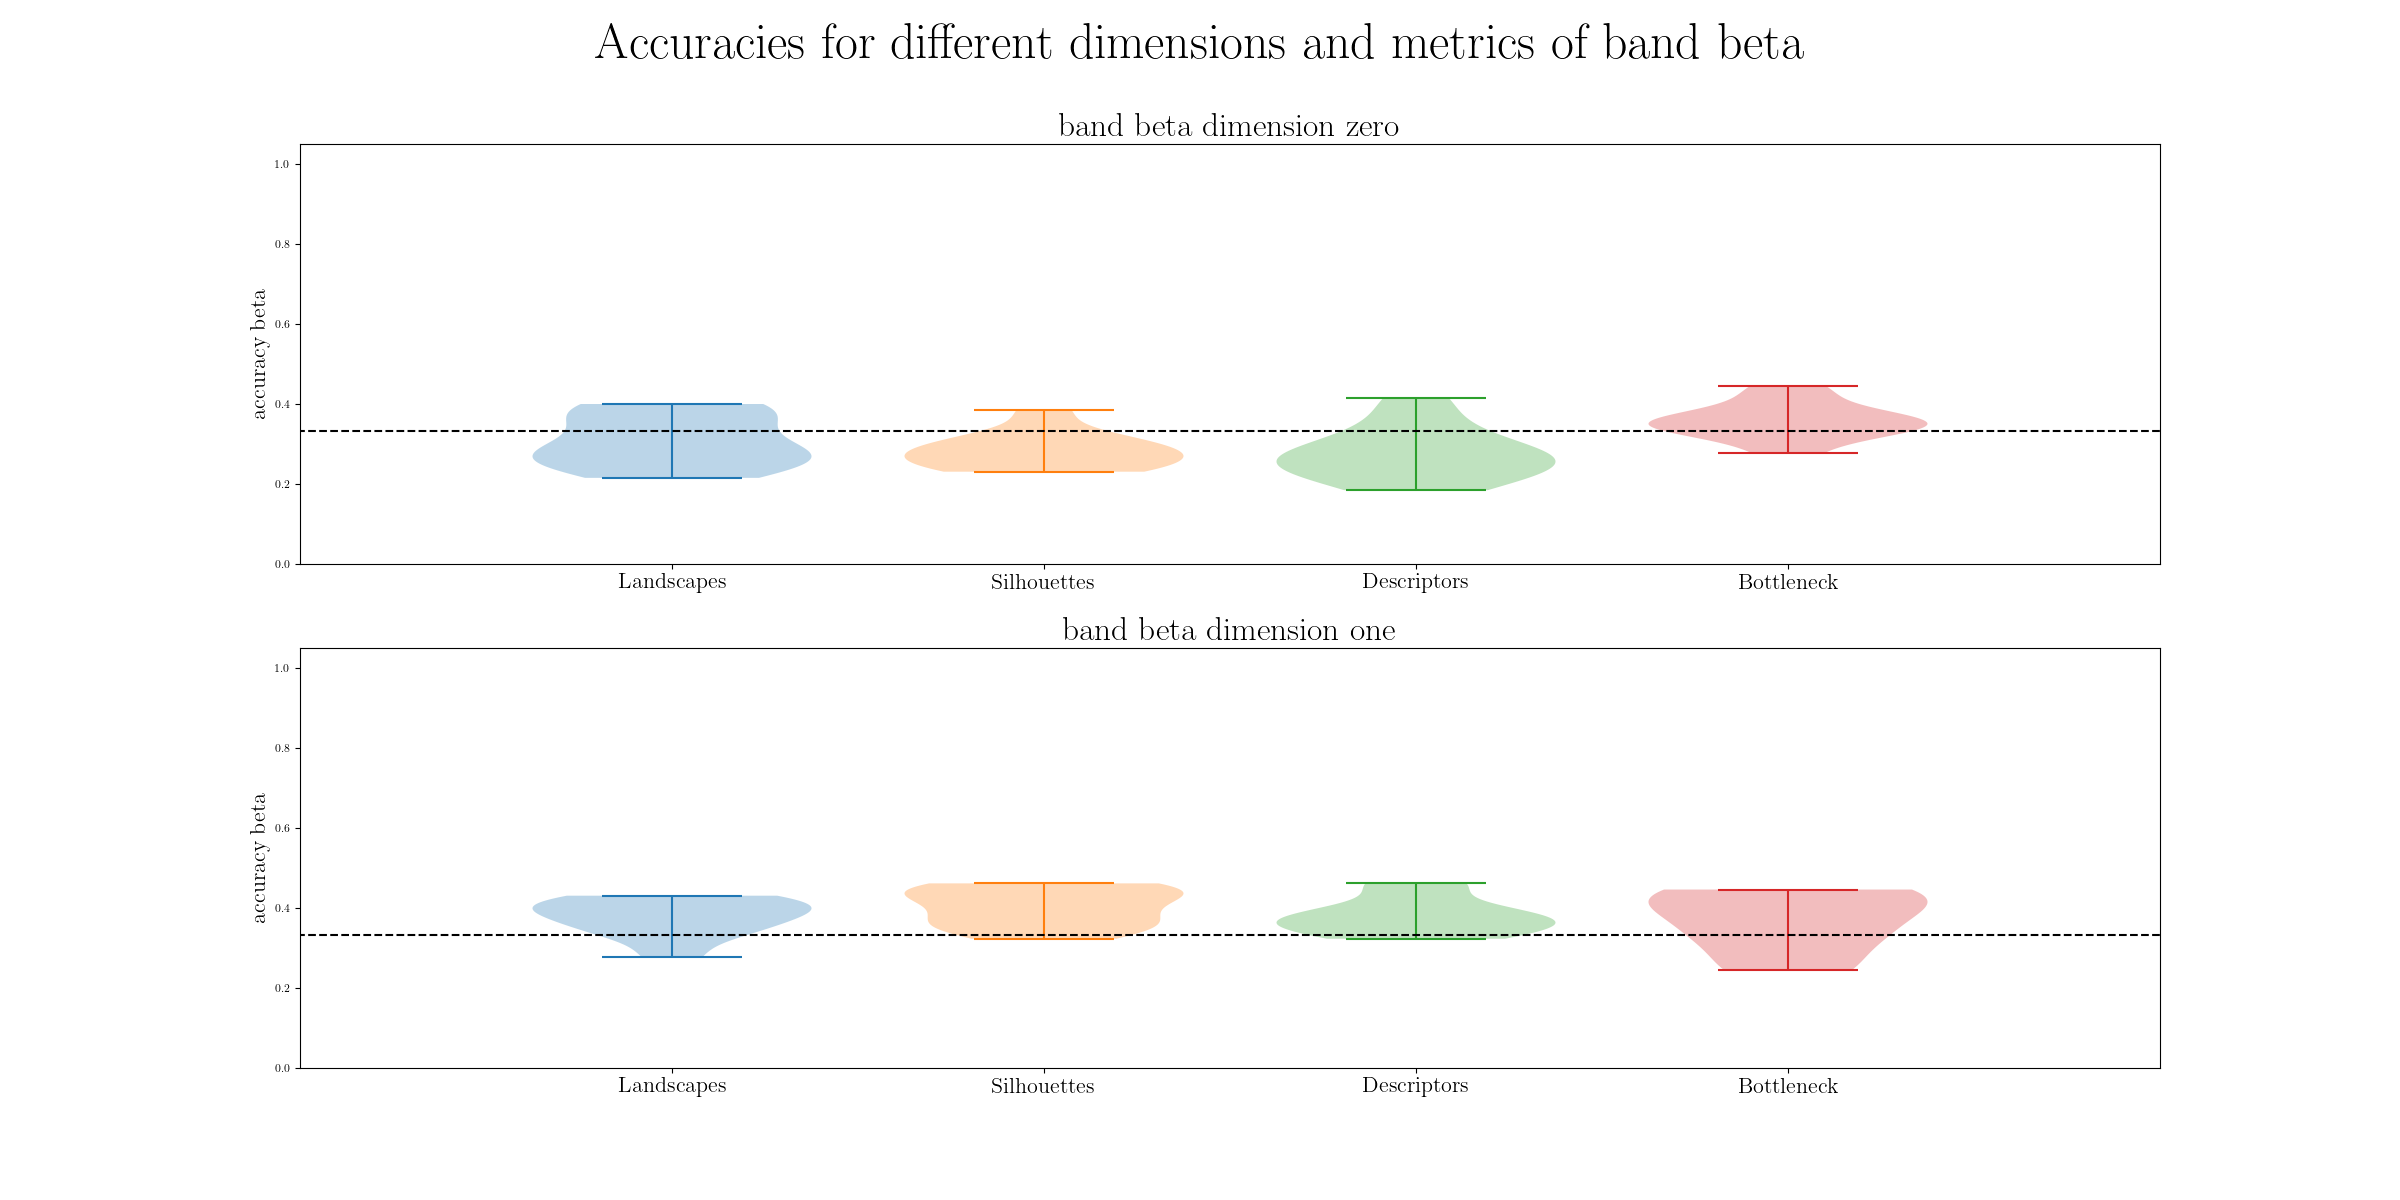 Accuracies for different dimensions and metrics of band beta
band beta dimension zero
1.0
0.8
0.6
0.4
0.2
0.0
accuracy beta
Landscapes Silhouettes Descriptors Bottleneck
band beta dimension one
1.0
0.8
0.6
0.4
0.2
0.0
accuracy beta
Landscapes Silhouettes Descriptors Bottleneck